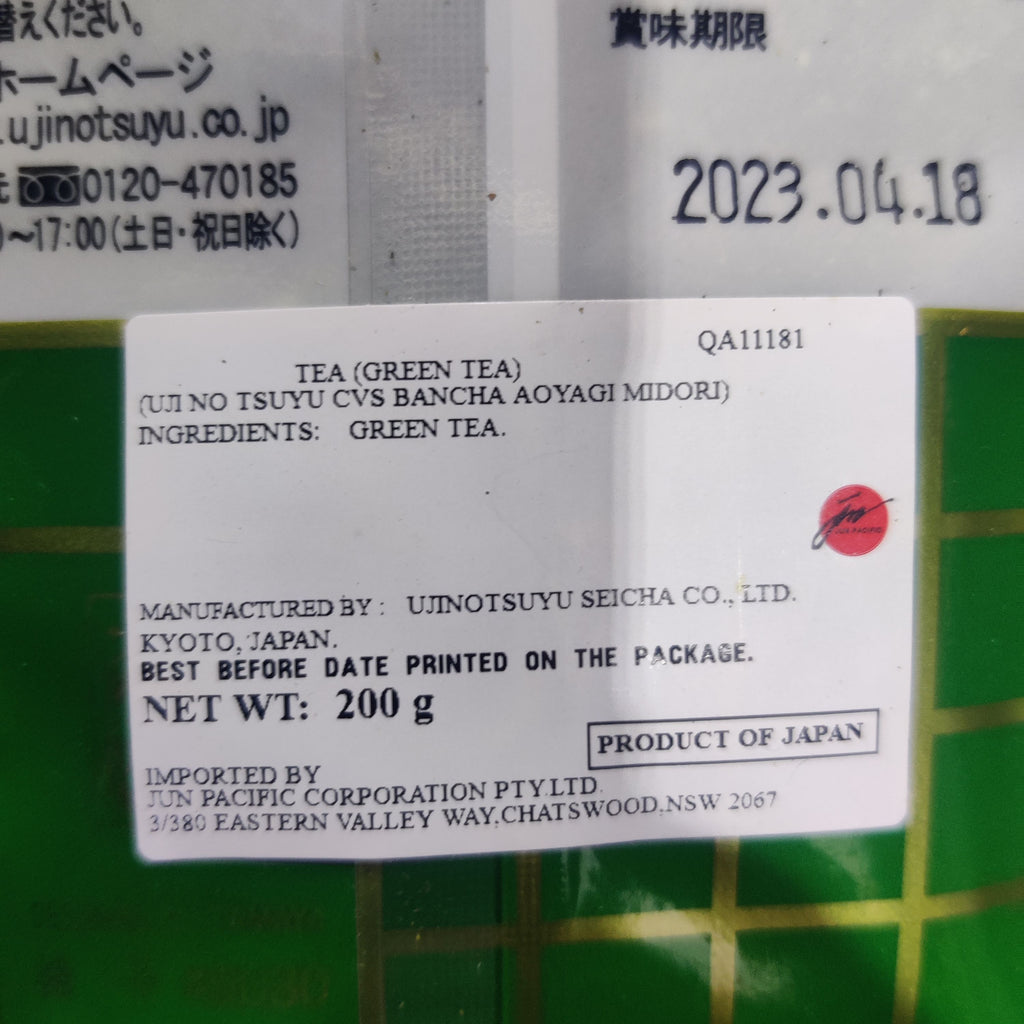 替えください。
ホームページ
.ujinotsuyu.co.jp
0120-470185
～17:00(土日・祝日除く)
賞味期限
2023.04.18
QA11181
TEA (GREEN TEA)
(UJI NO TSUYU CVS BANCHA AOYAGI MIDORI)
INGREDIENTS: GREEN TEA.
JUN PACIFIC
MANUFACTURED BY : UJINOTSUYU SEICHA CO., LTD.
KYOTO, JAPAN.
BEST BEFORE DATE PRINTED ON THE PACKAGE.
NET WT: 200 g
PRODUCT OF JAPAN
IMPORTED BY
JUN PACIFIC CORPORATION PTY.LTD.
3/380 EASTERN VALLEY WAY,CHATSWOOD,NSW 2067